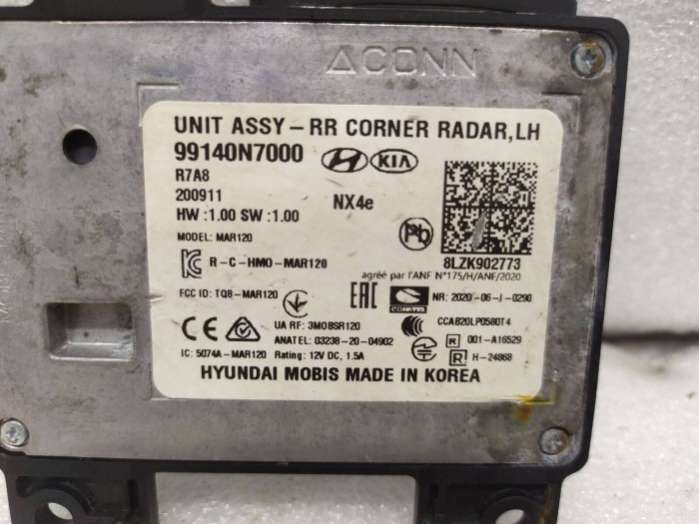 ACONN
UNIT ASSY-RR CORNER RADAR,LH
99140N7000 KIA
R7A8
200911
NX4e
HW :1.00 SW :1.00
Pb
MODEL: MAR120
8LZK902773
R-C-HMO-MAR120
agréé par l'ANF N°175/H/ANF/2020
FCC ID: TQ8-MAR120
EAC
NR: 2020-06-I-0290
UA RF: 3MOBSR120
CCAB20LP0580T4
CE
ANATEL: 03238-20-04902
R 001-A16529
IC: 5074A-MAR120 Rating: 12V DC, 1.5A
R H-24868
HYUNDAI MOBIS MADE IN KOREA